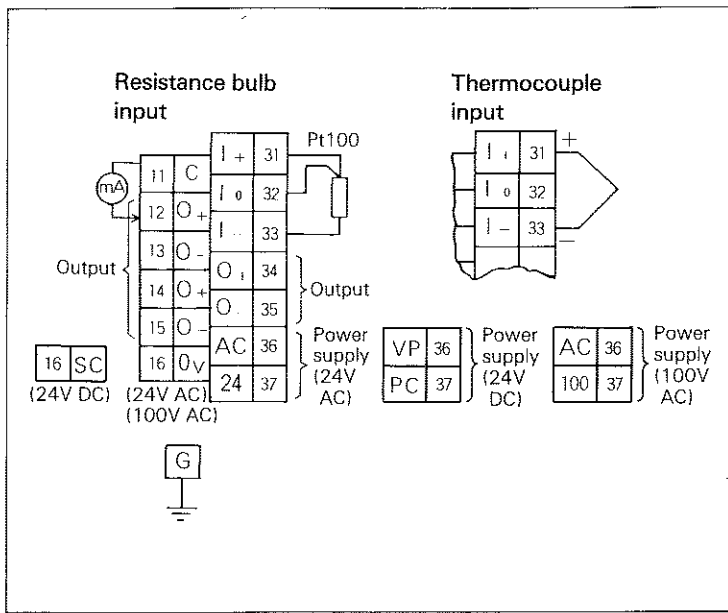 Resistance bulb
input
Thermocouple
input
Pt100
mA
11 C
12 O+
13 O-
14 O+
15 O-
16 0V
I+ 31
I0 32
I- 33
O+ 34
O- 35
AC 36
24 37
Output
Output
Power
supply
(24V
AC)
16 SC
(24V DC)
(24V AC)
(100V AC)
G
+
I+ 31
I0 32
I- 33
-
VP 36
PC 37
Power
supply
(24V
DC)
AC 36
100 37
Power
supply
(100V
AC)